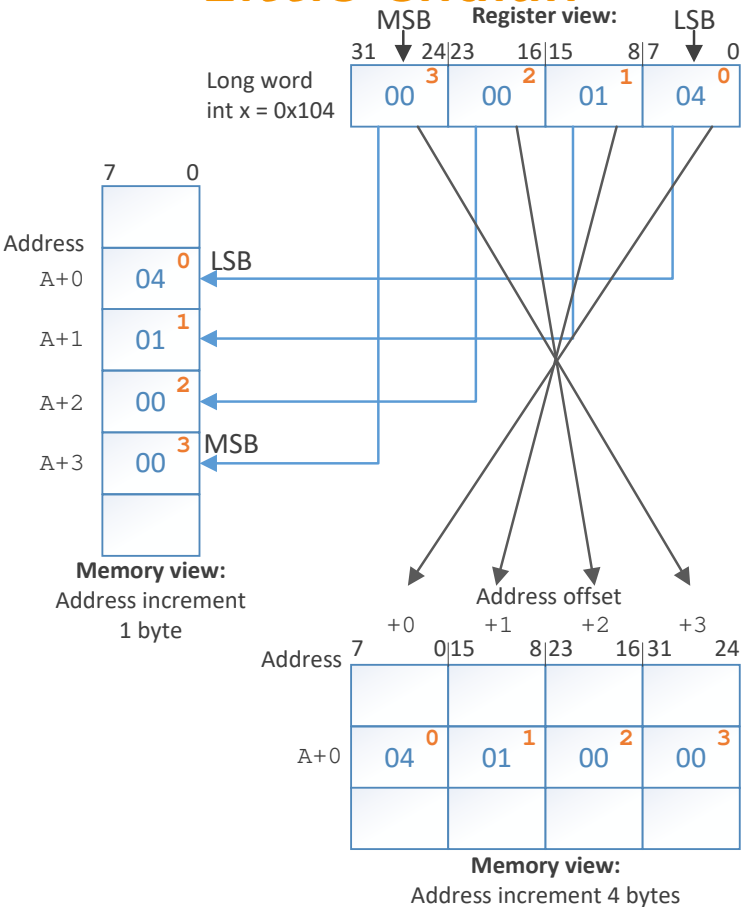 MSB Register view: LSB
31 24 23 16 15 8 7 0
Long word
int x = 0x104
00 3 00 2 01 1 04 0
7 0
Address
A+0 04 0 LSB
A+1 01 1
A+2 00 2
A+3 00 3 MSB
Memory view:
Address increment
1 byte
Address offset
+0 +1 +2 +3
Address 7 0 15 8 23 16 31 24
A+0 04 0 01 1 00 2 00 3
Memory view:
Address increment 4 bytes